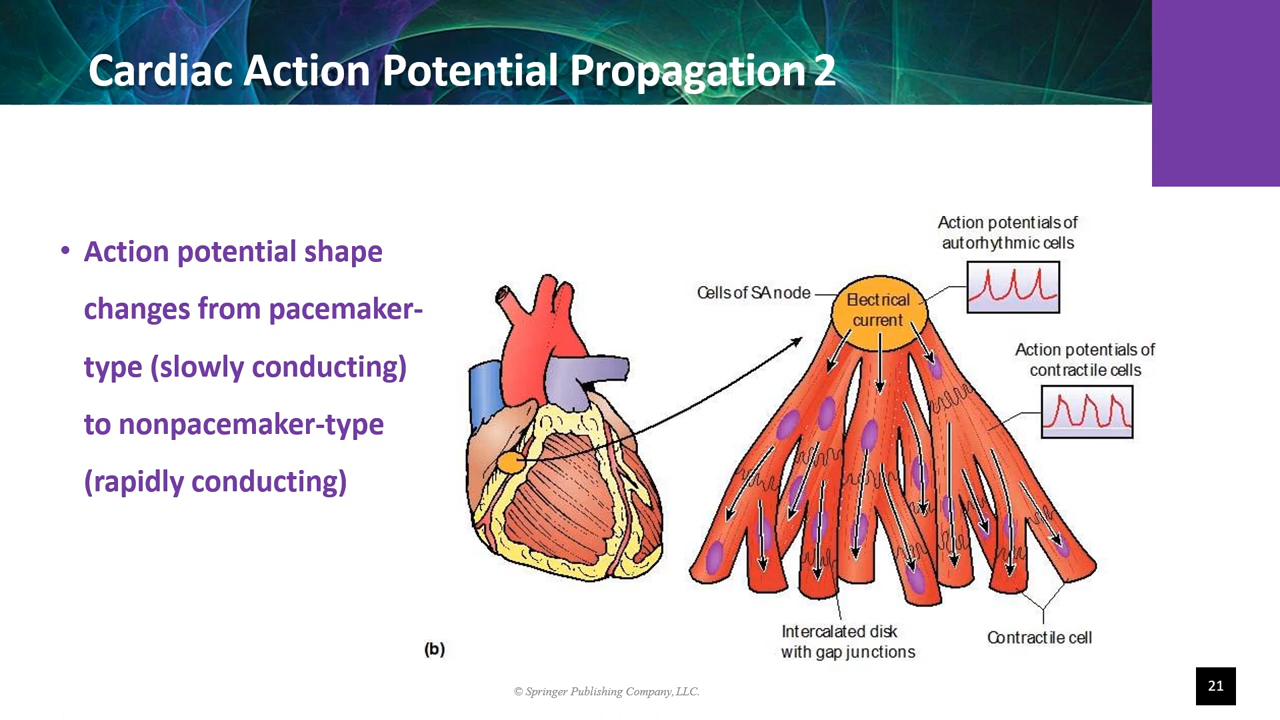 Cardiac Action Potential Propagation 2
• Action potential shape
changes from pacemaker-
type (slowly conducting)
to nonpacemaker-type
(rapidly conducting)
Action potentials of
autorhythmic cells
Cells of SA node
Electrical
current
Action potentials of
contractile cells
Intercalated disk
with gap junctions
Contractile cell
(b)
© Springer Publishing Company, LLC.
21